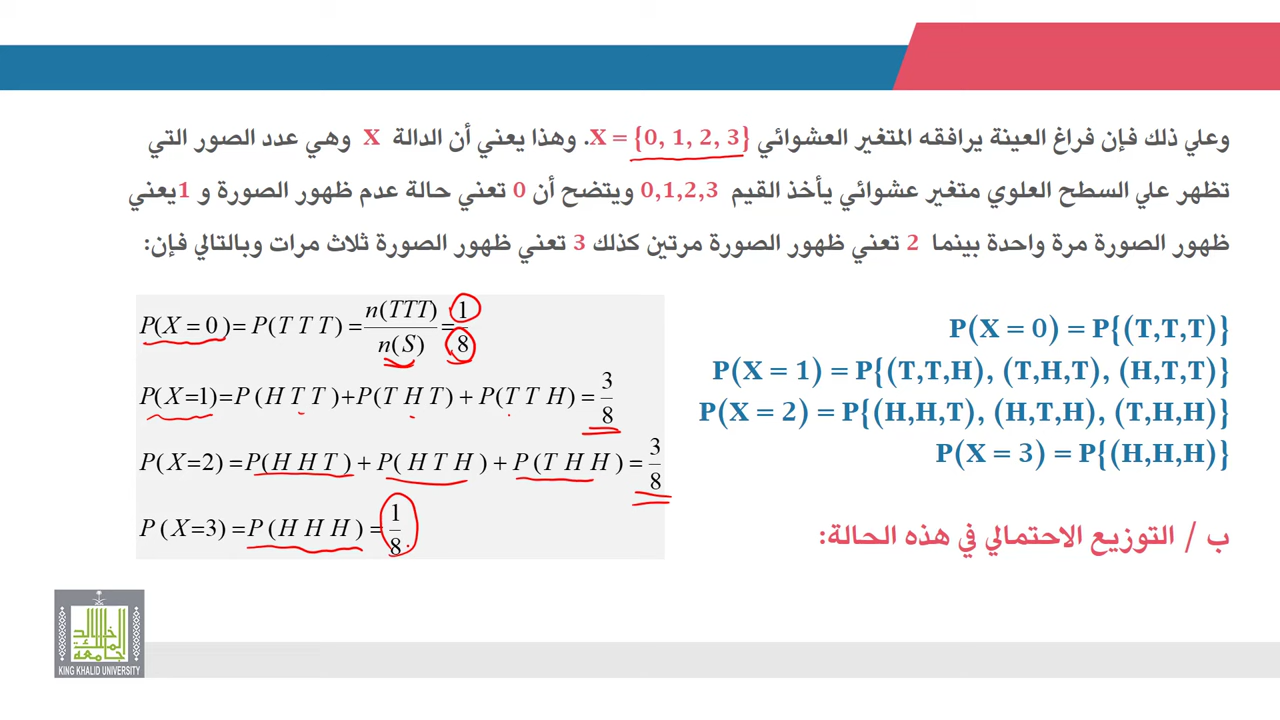 وعلي ذلك فإن فراغ العينة يرافقه المتغير العشوائي X = {0, 1, 2, 3}. وهذا يعني أن الدالة X وهي عدد الصور التي
تظهر علي السطح العلوي متغير عشوائي يأخذ القيم 0,1,2,3 ويتضح أن 0 تعني حالة عدم ظهور الصورة و 1يعني
ظهور الصورة مرة واحدة بينما 2 تعني ظهور الصورة مرتين كذلك 3 تعني ظهور الصورة ثلاث مرات وبالتالي فإن:
P(X = 0) = P{(T,T,T)}
P(X = 1) = P{(T,T,H), (T,H,T), (H,T,T)}
P(X = 2) = P{(H,H,T), (H,T,H), (T,H,H)}
P(X = 3) = P{(H,H,H)}
P(X = 0) = P(T T T) = n(TTT)/n(S) = 1/8
P(X=1)=P(H T T)+P(T H T) + P(T T H) = 3/8
P(X=2) =P(H H T) + P(H T H) + P(T H H) = 3/8
P(X=3) =P(H H H) = 1/8
ب / التوزيع الاحتمالي في هذه الحالة:
جامعة الملك خالد
KING KHALID UNIVERSITY